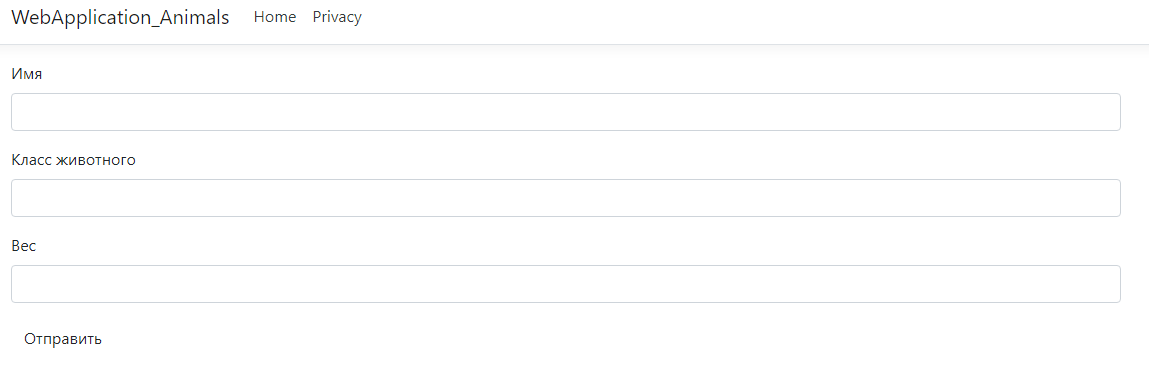 WebApplication_Animals Home Privacy
Имя
Класс животного
Вес
Отправить